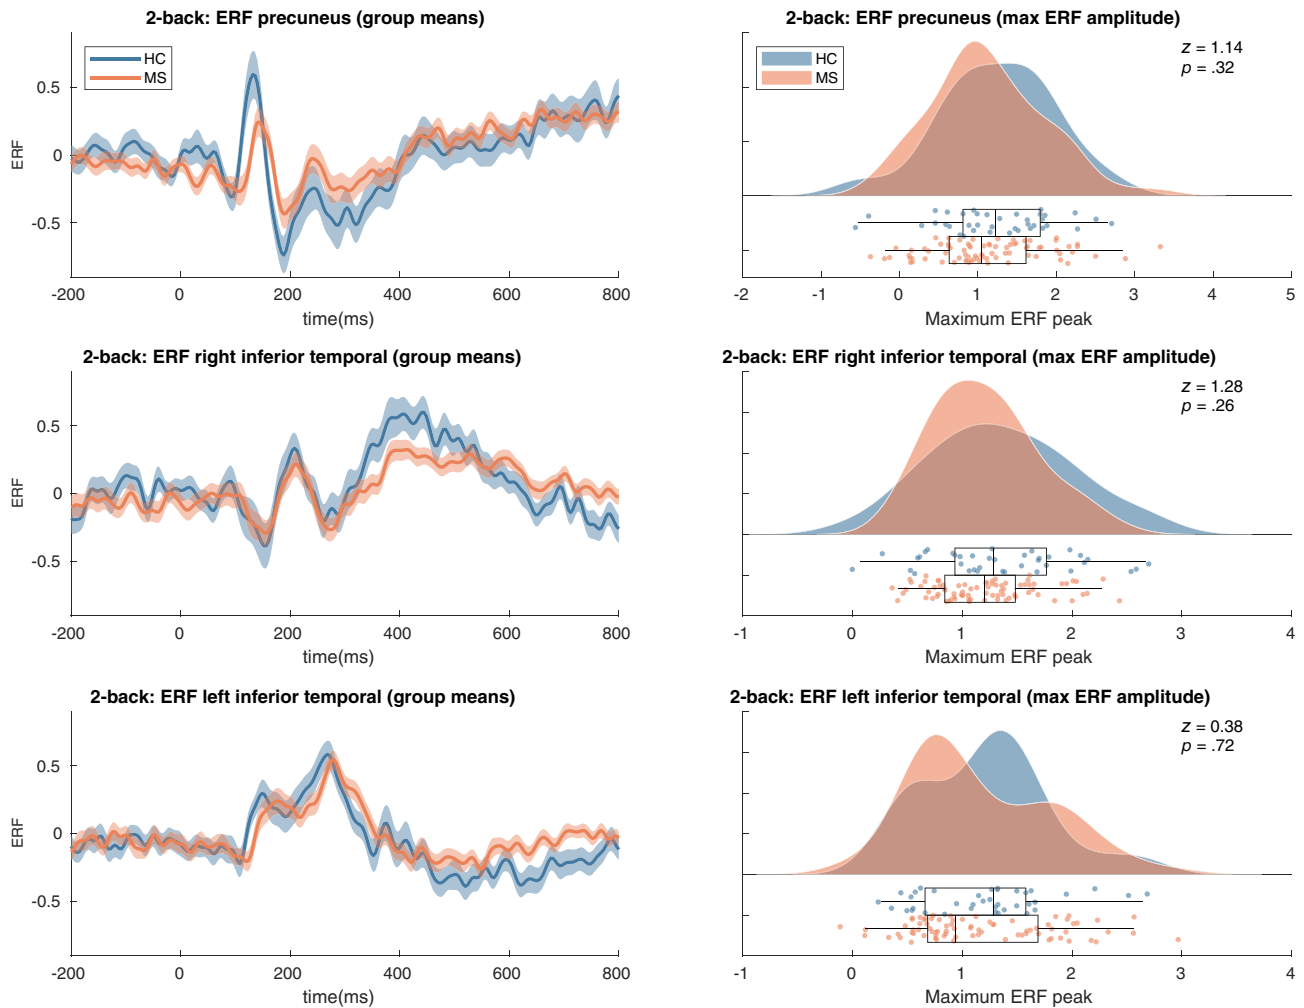 2-back: ERF precuneus (group means)
HC
MS
0.5
0
-0.5
ERF
-200 0 200 400 600 800
time(ms)
2-back: ERF precuneus (max ERF amplitude)
HC
MS
z = 1.14
p = .32
-2 -1 0 1 2 3 4 5
Maximum ERF peak
2-back: ERF right inferior temporal (group means)
0.5
0
-0.5
ERF
-200 0 200 400 600 800
time(ms)
2-back: ERF right inferior temporal (max ERF amplitude)
z = 1.28
p = .26
-1 0 1 2 3 4
Maximum ERF peak
2-back: ERF left inferior temporal (group means)
0.5
0
-0.5
ERF
-200 0 200 400 600 800
time(ms)
2-back: ERF left inferior temporal (max ERF amplitude)
z = 0.38
p = .72
-1 0 1 2 3 4
Maximum ERF peak